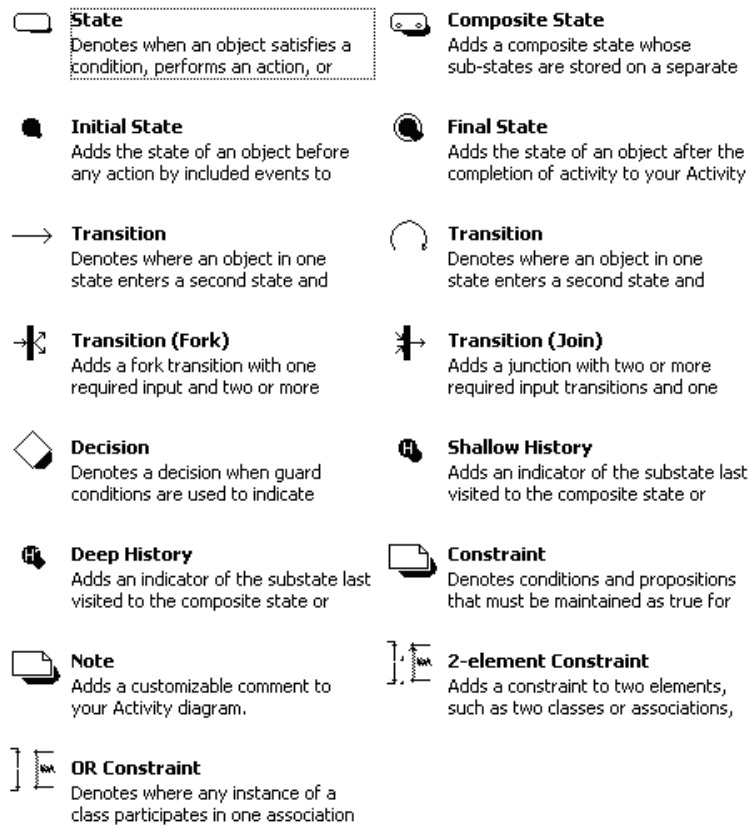 State
Denotes when an object satisfies a
condition, performs an action, or
Composite State
Adds a composite state whose
sub-states are stored on a separate
Initial State
Adds the state of an object before
any action by included events to
Final State
Adds the state of an object after the
completion of activity to your Activity
Transition
Denotes where an object in one
state enters a second state and
Transition
Denotes where an object in one
state enters a second state and
Transition (Fork)
Adds a fork transition with one
required input and two or more
Transition (Join)
Adds a junction with two or more
required input transitions and one
Decision
Denotes a decision when guard
conditions are used to indicate
H
Shallow History
Adds an indicator of the substate last
visited to the composite state or
H
Deep History
Adds an indicator of the substate last
visited to the composite state or
Constraint
Denotes conditions and propositions
that must be maintained as true for
Note
Adds a customizable comment to
your Activity diagram.
2-element Constraint
Adds a constraint to two elements,
such as two classes or associations,
OR Constraint
Denotes where any instance of a
class participates in one association